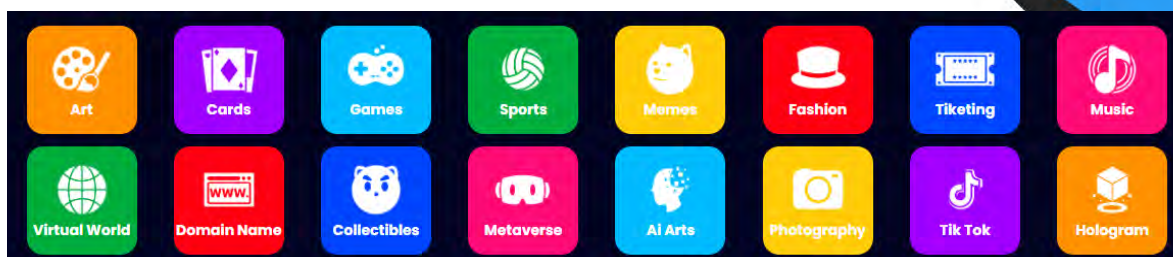 Art Cards Games Sports Memes Fashion Tiketing Music
WWW.
Virtual World Domain Name Collectibles Metaverse Ai Arts Photography Tik Tok Hologram